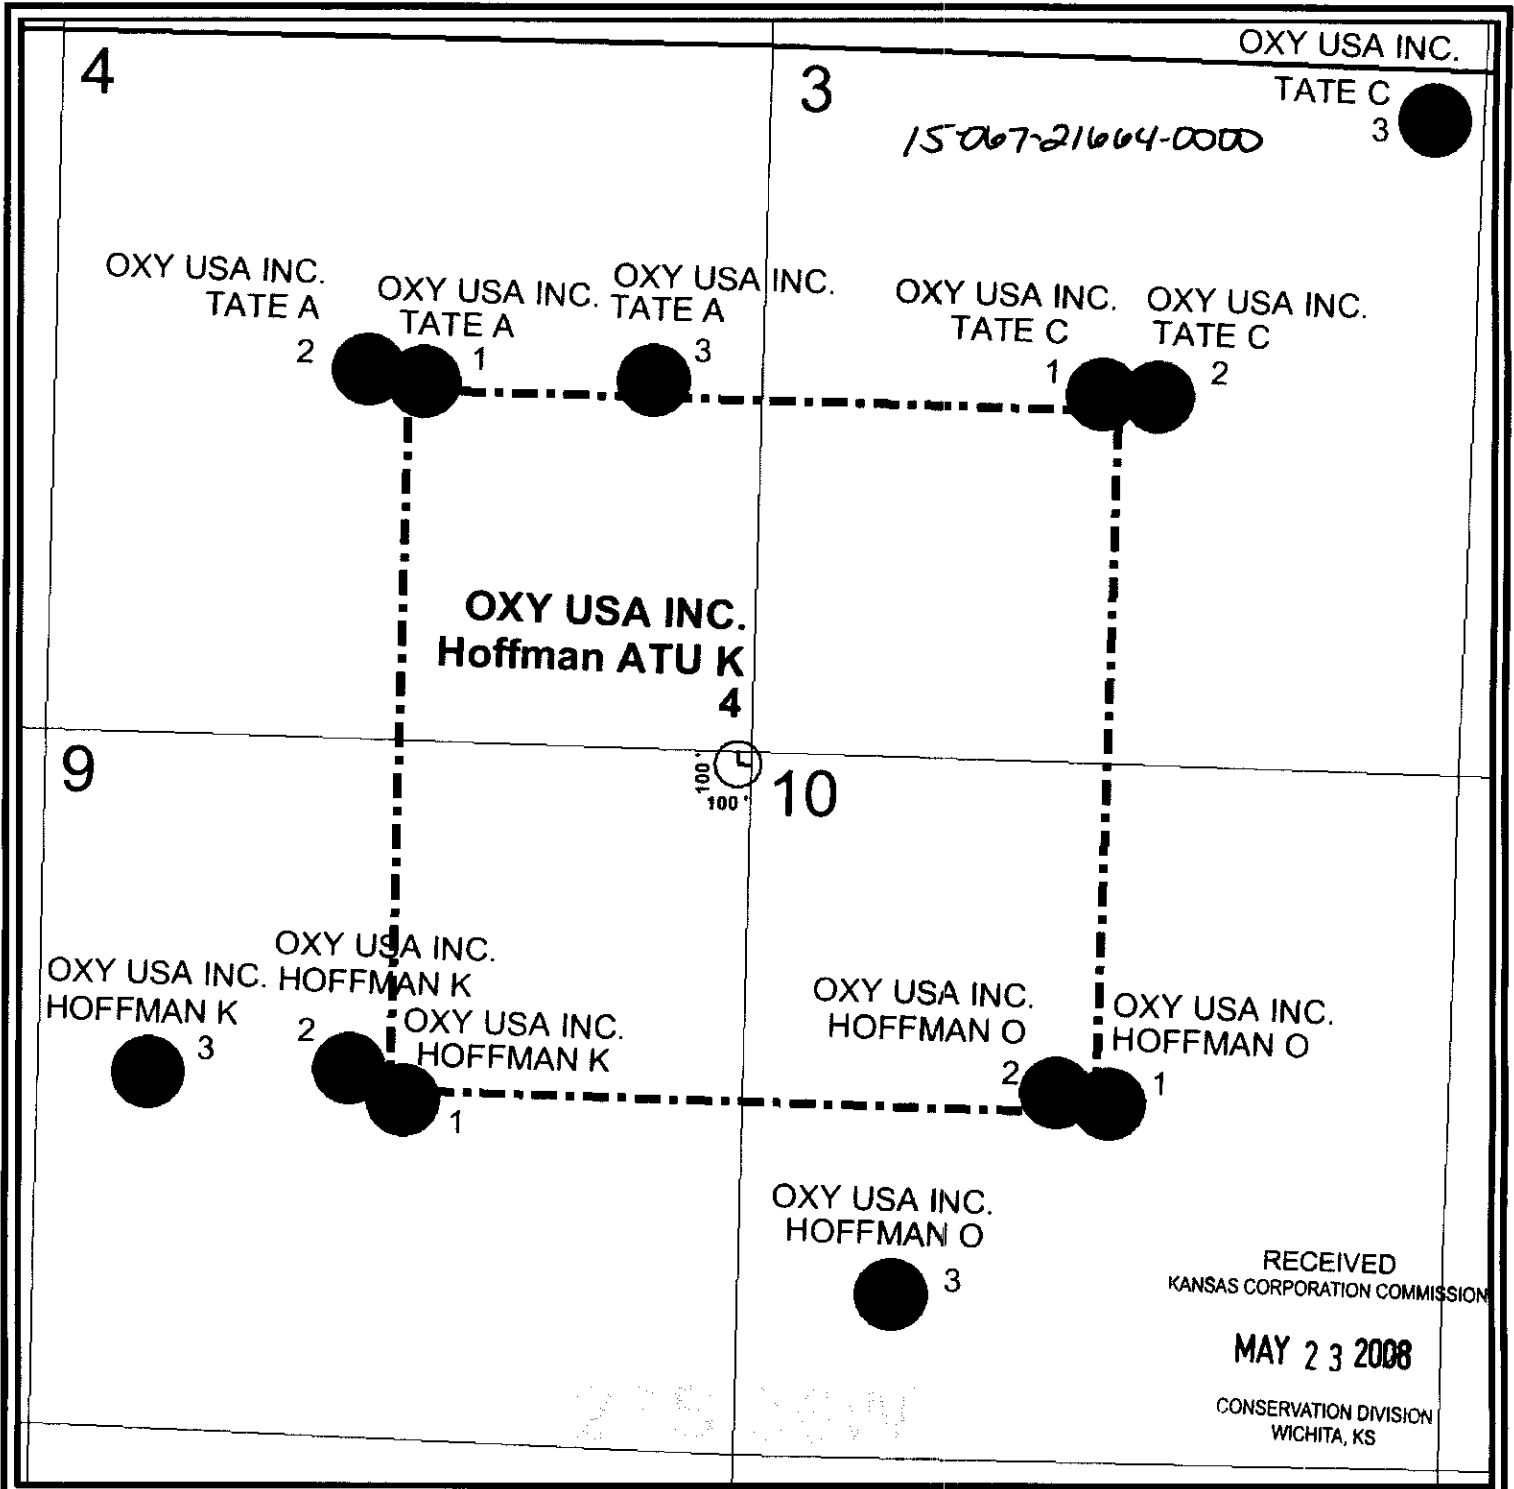 OXY USA INC.
4
3
TATE C
3
15-067-21664-0000
OXY USA INC.
TATE A
2
OXY USA INC.
TATE A
1
OXY USA INC.
TATE A
3
OXY USA INC.
TATE C
1
OXY USA INC.
TATE C
2
OXY USA INC.
Hoffman ATU K
4
9
100'
100'
10
OXY USA INC.
HOFFMAN K
3
OXY USA INC.
HOFFMAN K
2
OXY USA INC.
HOFFMAN K
1
OXY USA INC.
HOFFMAN O
2
OXY USA INC.
HOFFMAN O
1
OXY USA INC.
HOFFMAN O
3
RECEIVED
KANSAS CORPORATION COMMISSION
MAY 23 2008
CONSERVATION DIVISION
WICHITA, KS